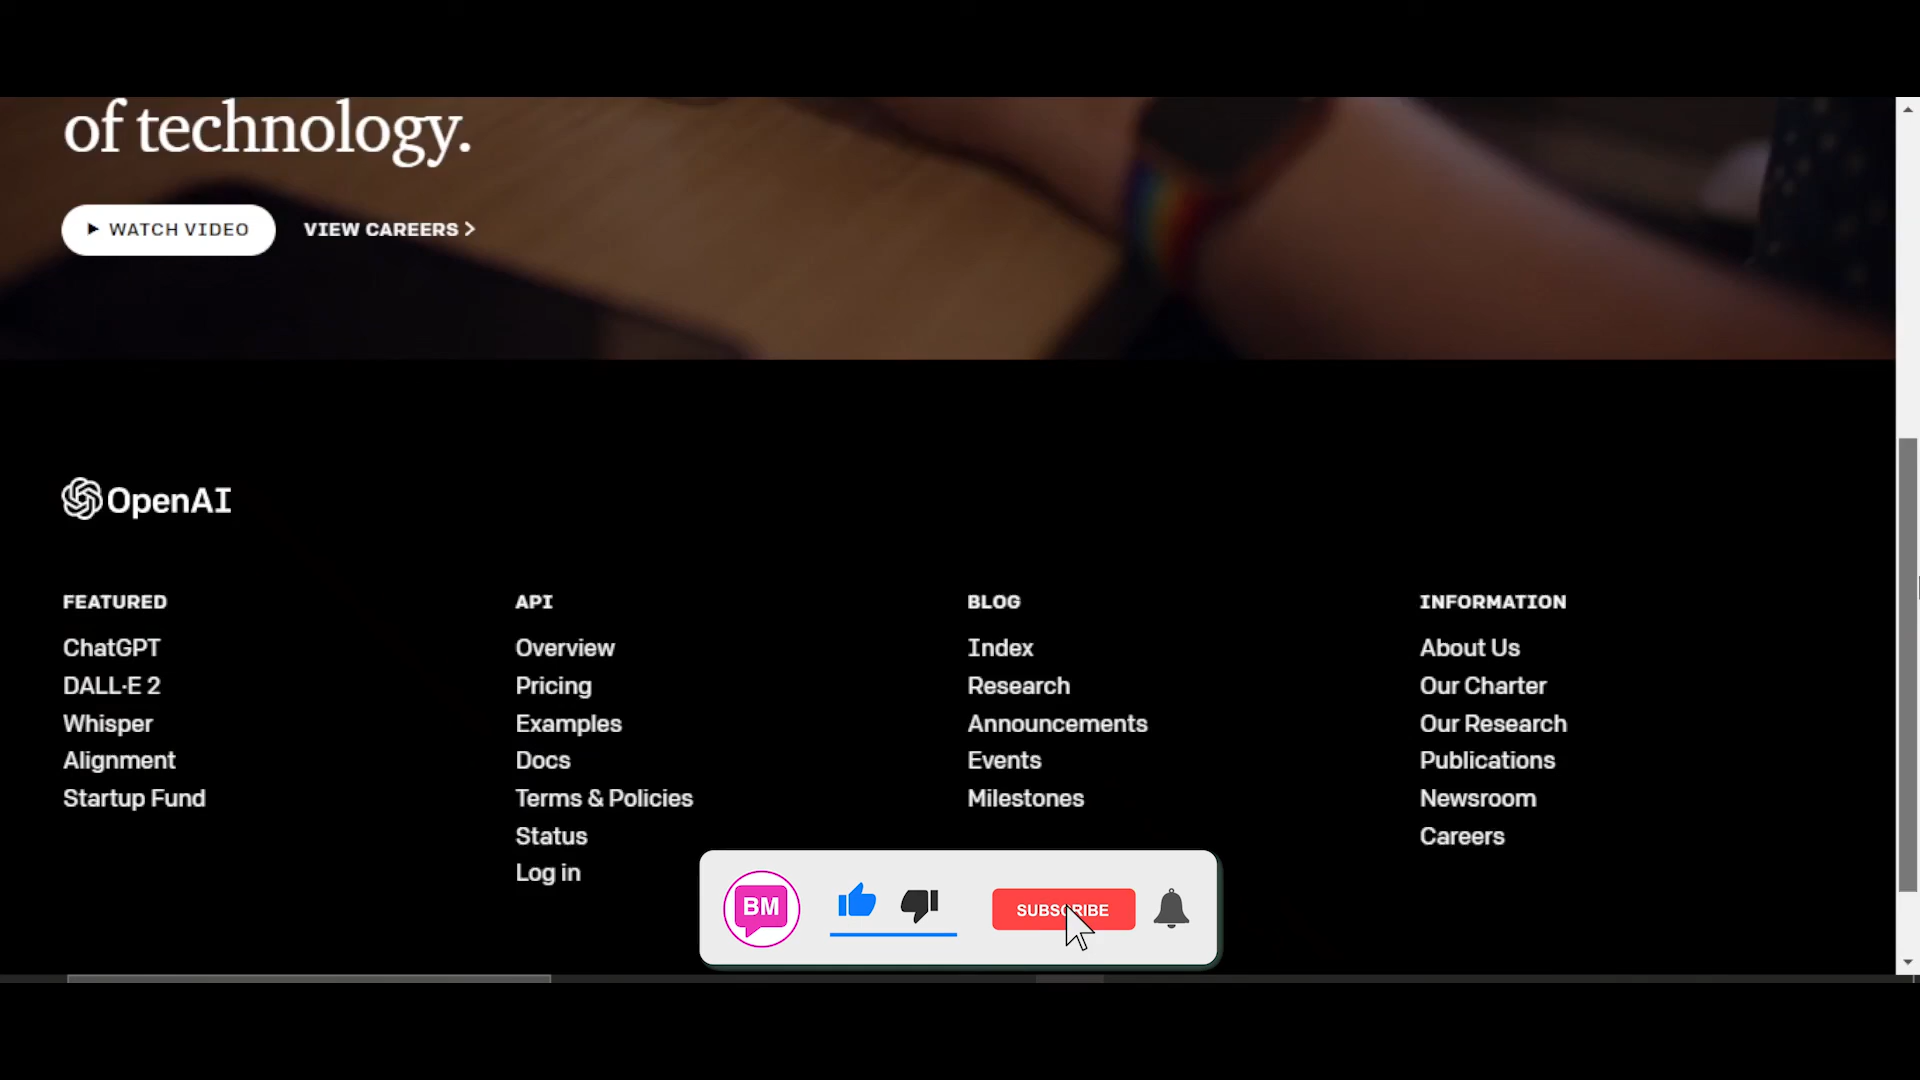 of technology.
WATCH VIDEO VIEW CAREERS
OpenAI
FEATURED
ChatGPT
DALL·E 2
Whisper
Alignment
Startup Fund
API
Overview
Pricing
Examples
Docs
Terms & Policies
Status
Log in
BLOG
Index
Research
Announcements
Events
Milestones
INFORMATION
About Us
Our Charter
Our Research
Publications
Newsroom
Careers
BM
SUBSCRIBE